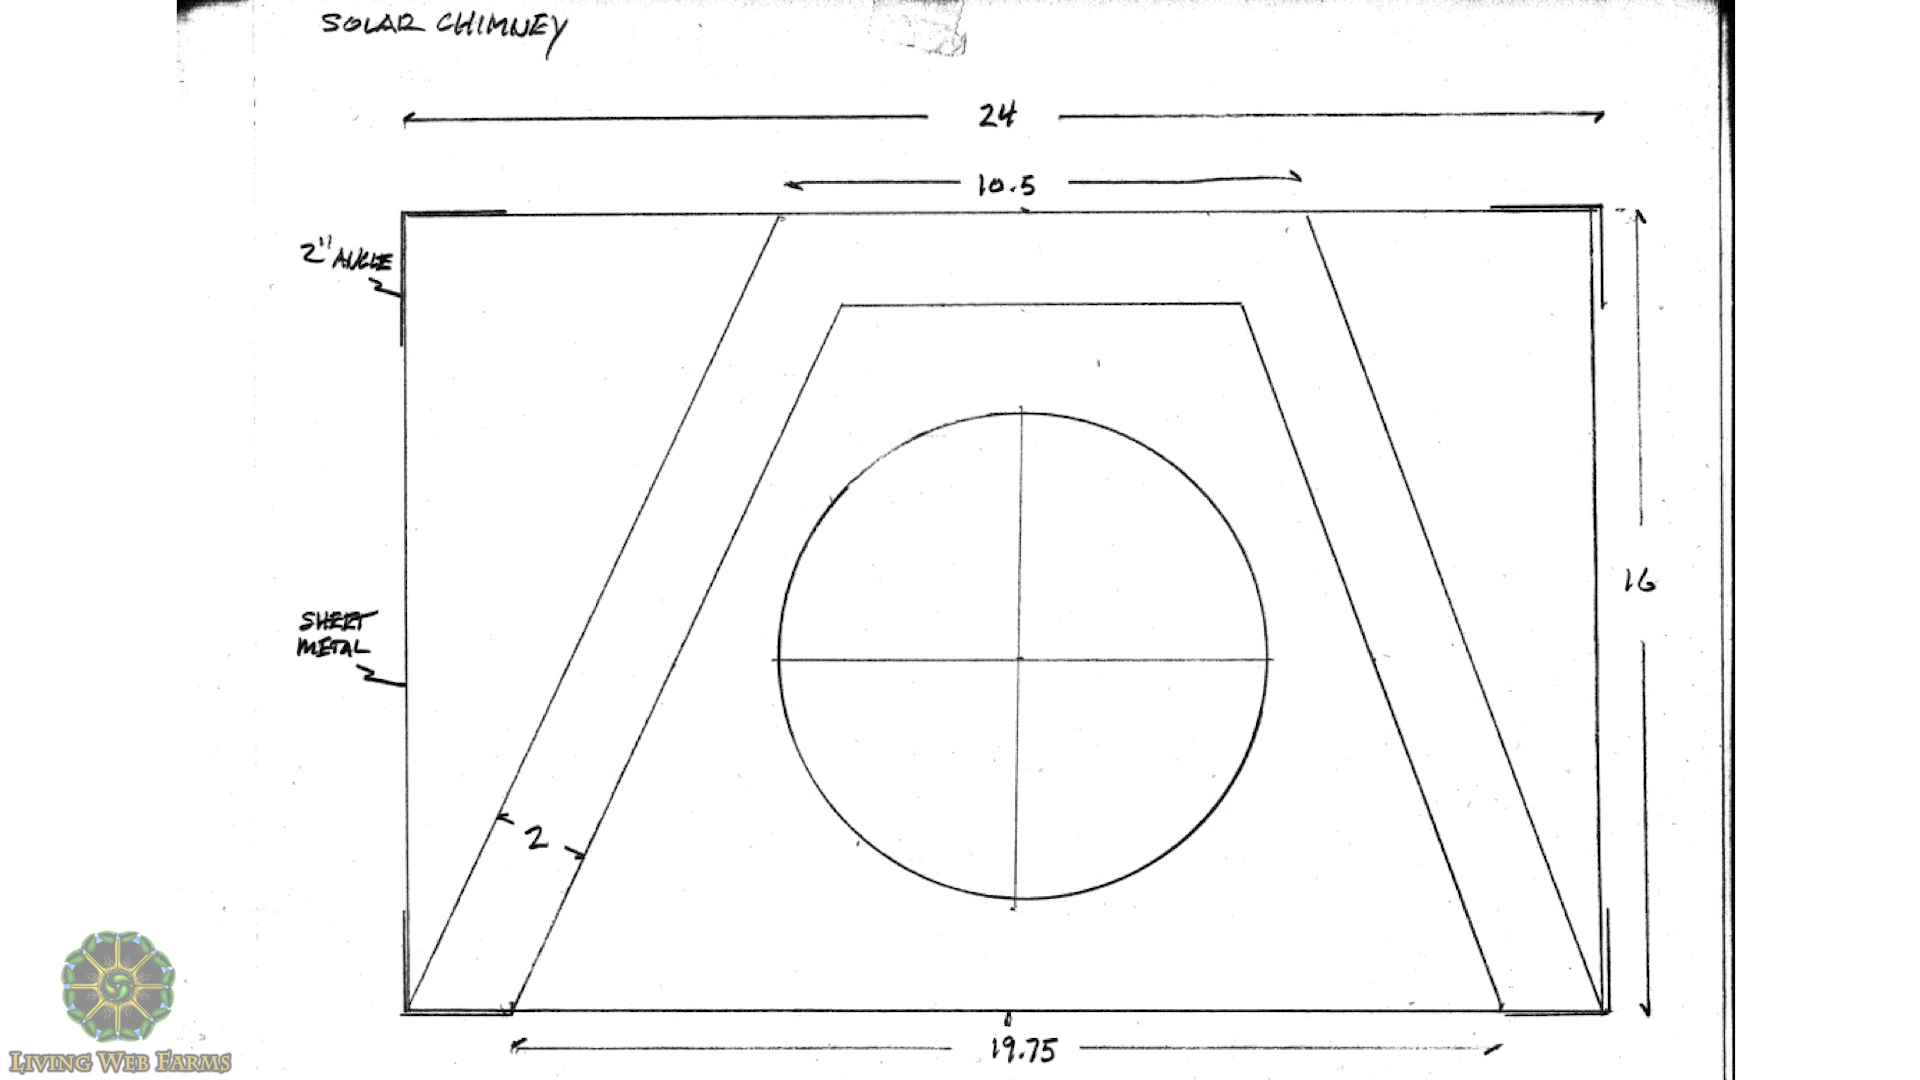 SOLAR CHIMNEY
24
10.5
2" ANGLE
16
SHEET
METAL
2
19.75
LIVING WEB FARMS